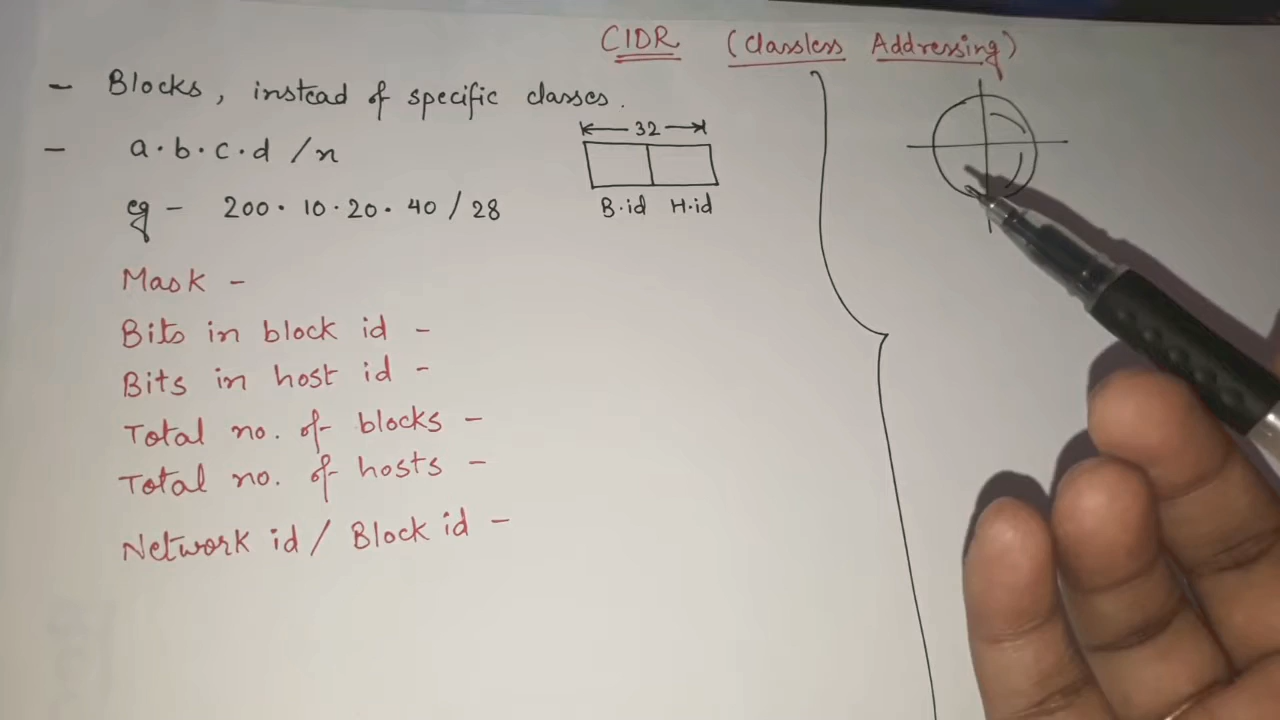 CIDR (Classless Addressing)
- Blocks, instead of specific classes.
- a.b.c.d /n
eg - 200.10.20.40 / 28
32
B.id H.id
Mask -
Bits in block id -
Bits in host id -
Total no. of blocks -
Total no. of hosts -
Network id / Block id -